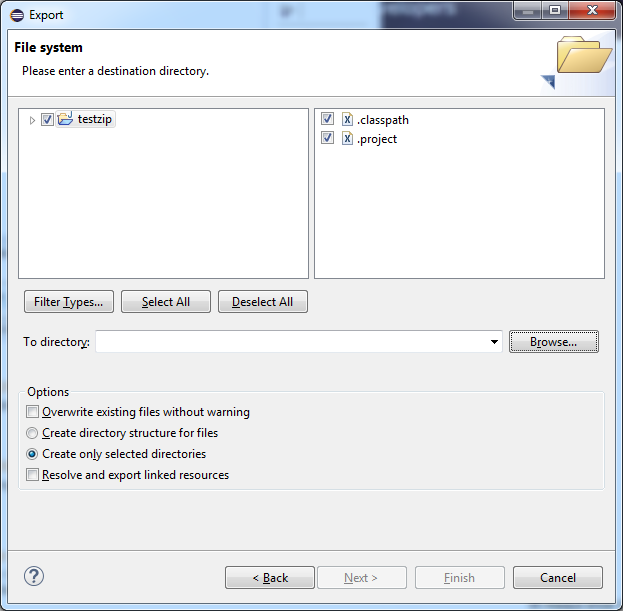 Export
File system
Please enter a destination directory.
testzip
.classpath
.project
Filter Types...
Select All
Deselect All
To directory:
Browse...
Options
Overwrite existing files without warning
Create directory structure for files
Create only selected directories
Resolve and export linked resources
?
< Back
Next >
Finish
Cancel